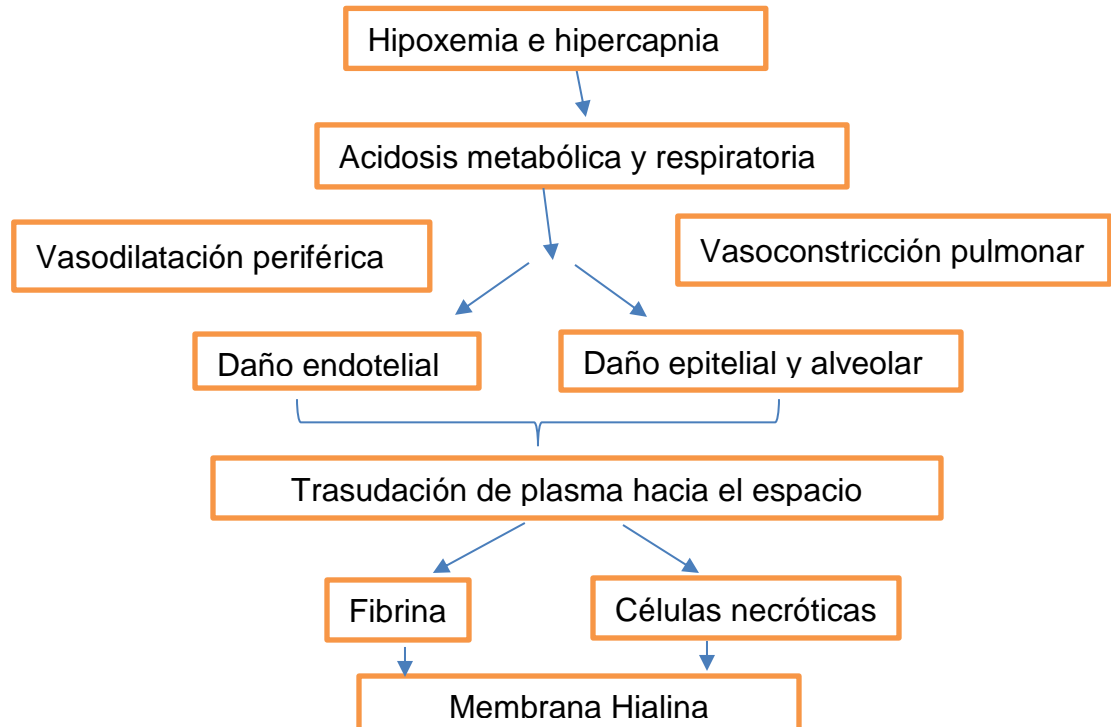 Hipoxemia e hipercapnia
Acidosis metabólica y respiratoria
Vasodilatación periférica
Vasoconstricción pulmonar
Daño endotelial
Daño epitelial y alveolar
Trasudación de plasma hacia el espacio
Fibrina
Células necróticas
Membrana Hialina